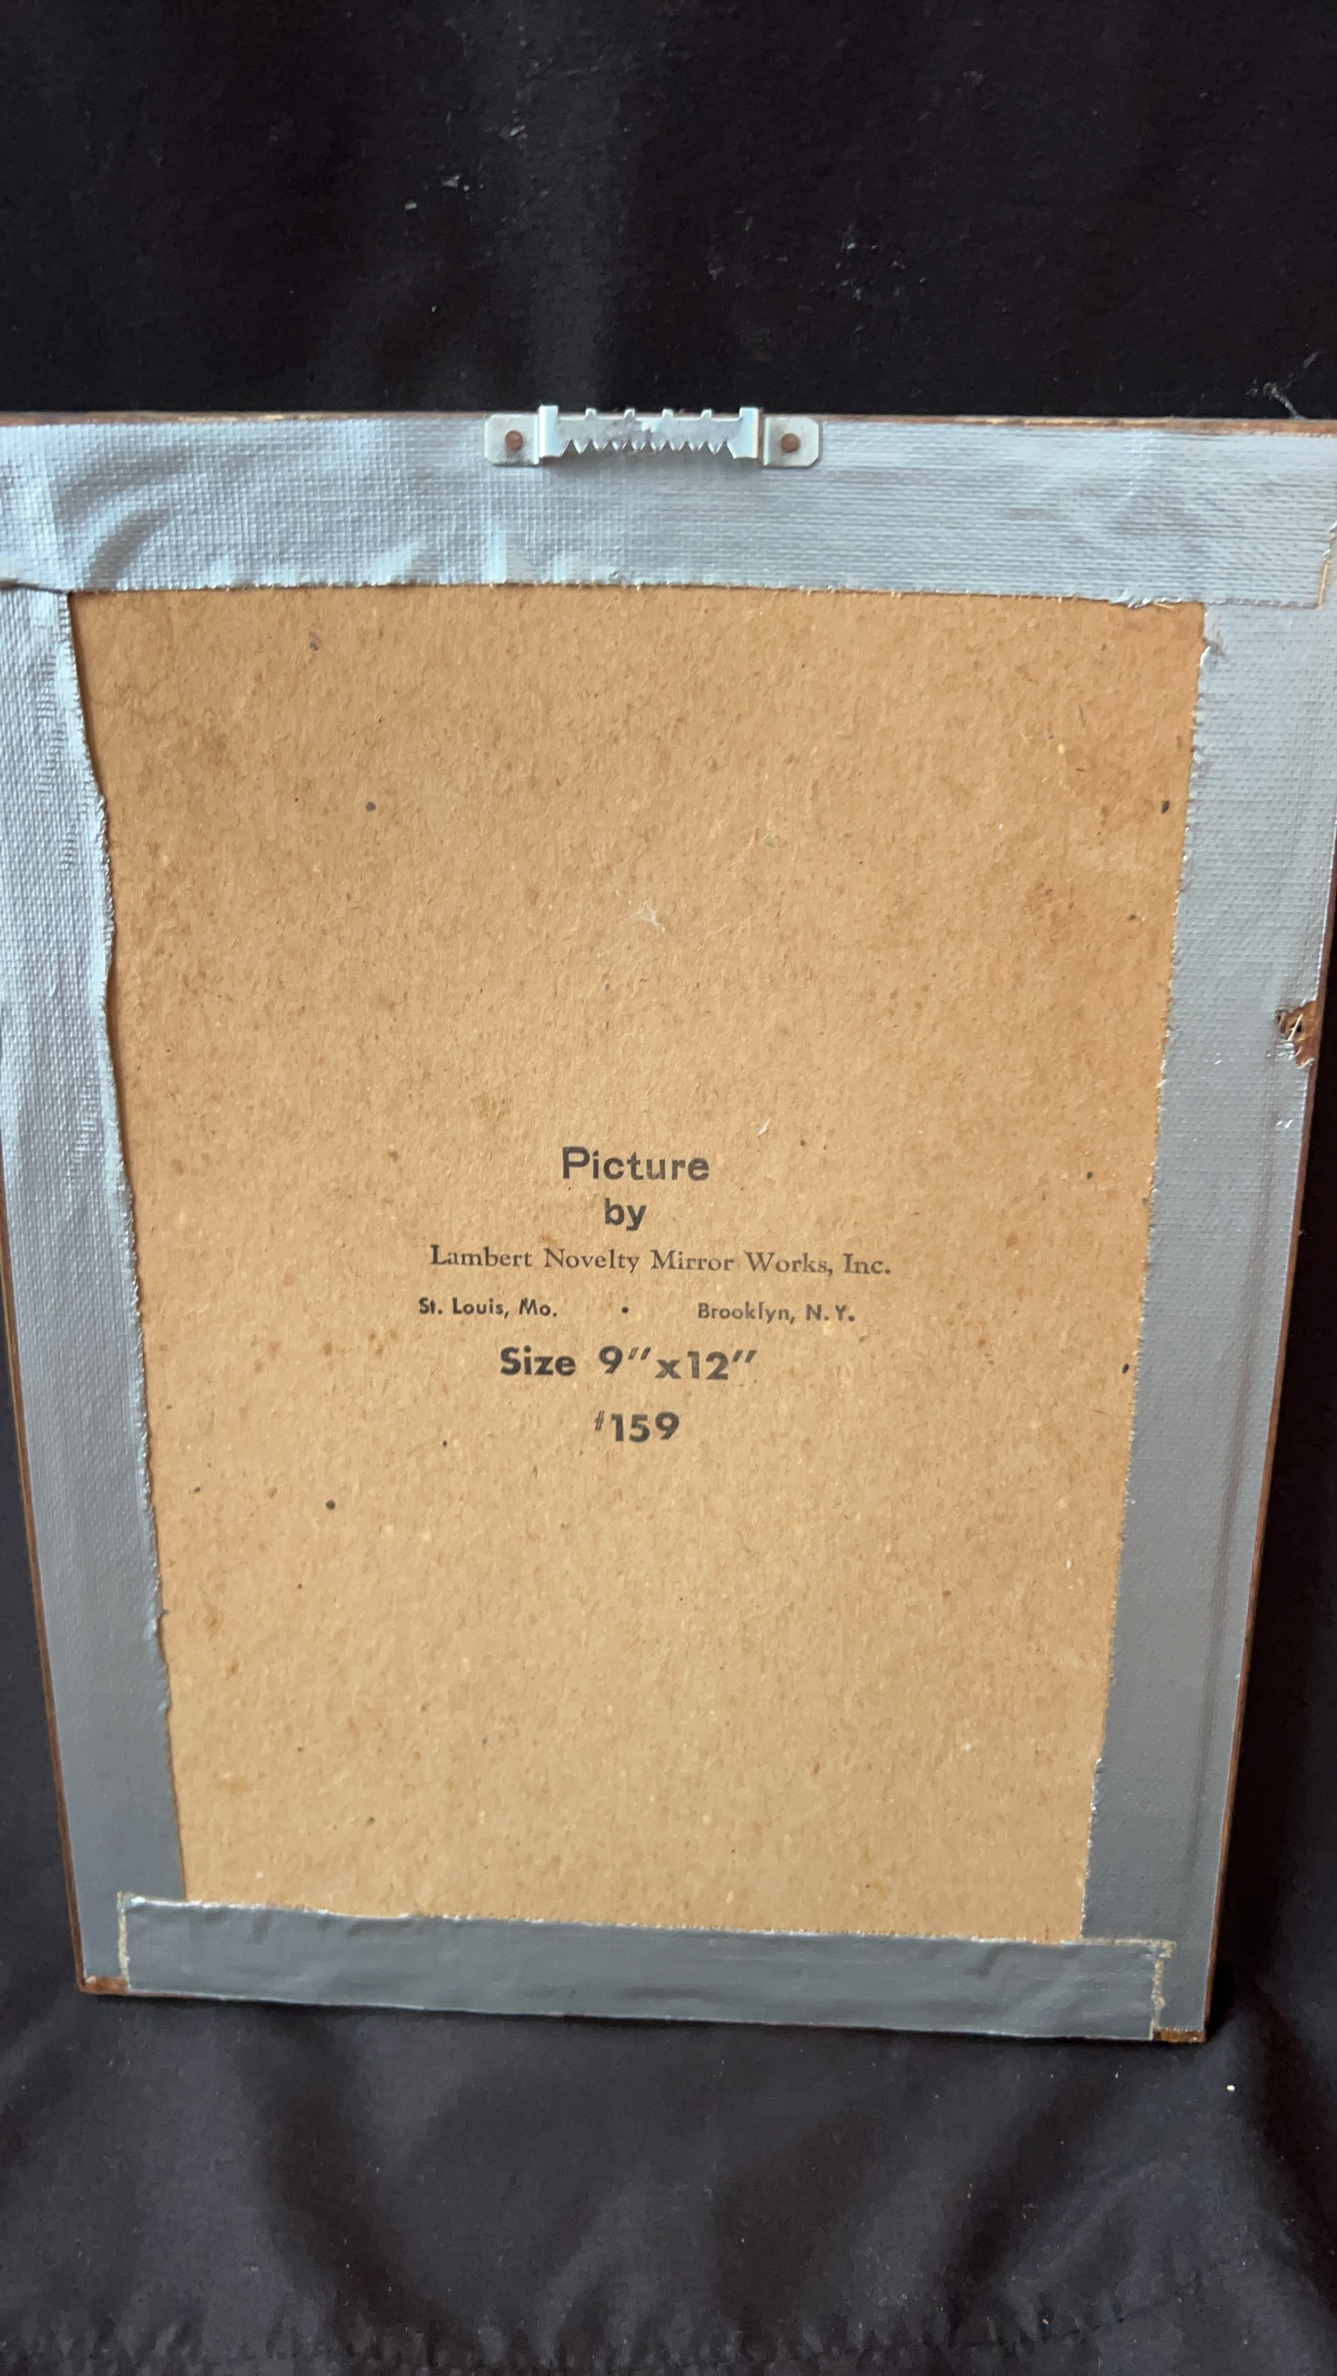 Picture
by
Lambert Novelty Mirror Works, Inc.
St. Louis, Mo. • Brooklyn, N.Y.
Size 9"x12"
#159